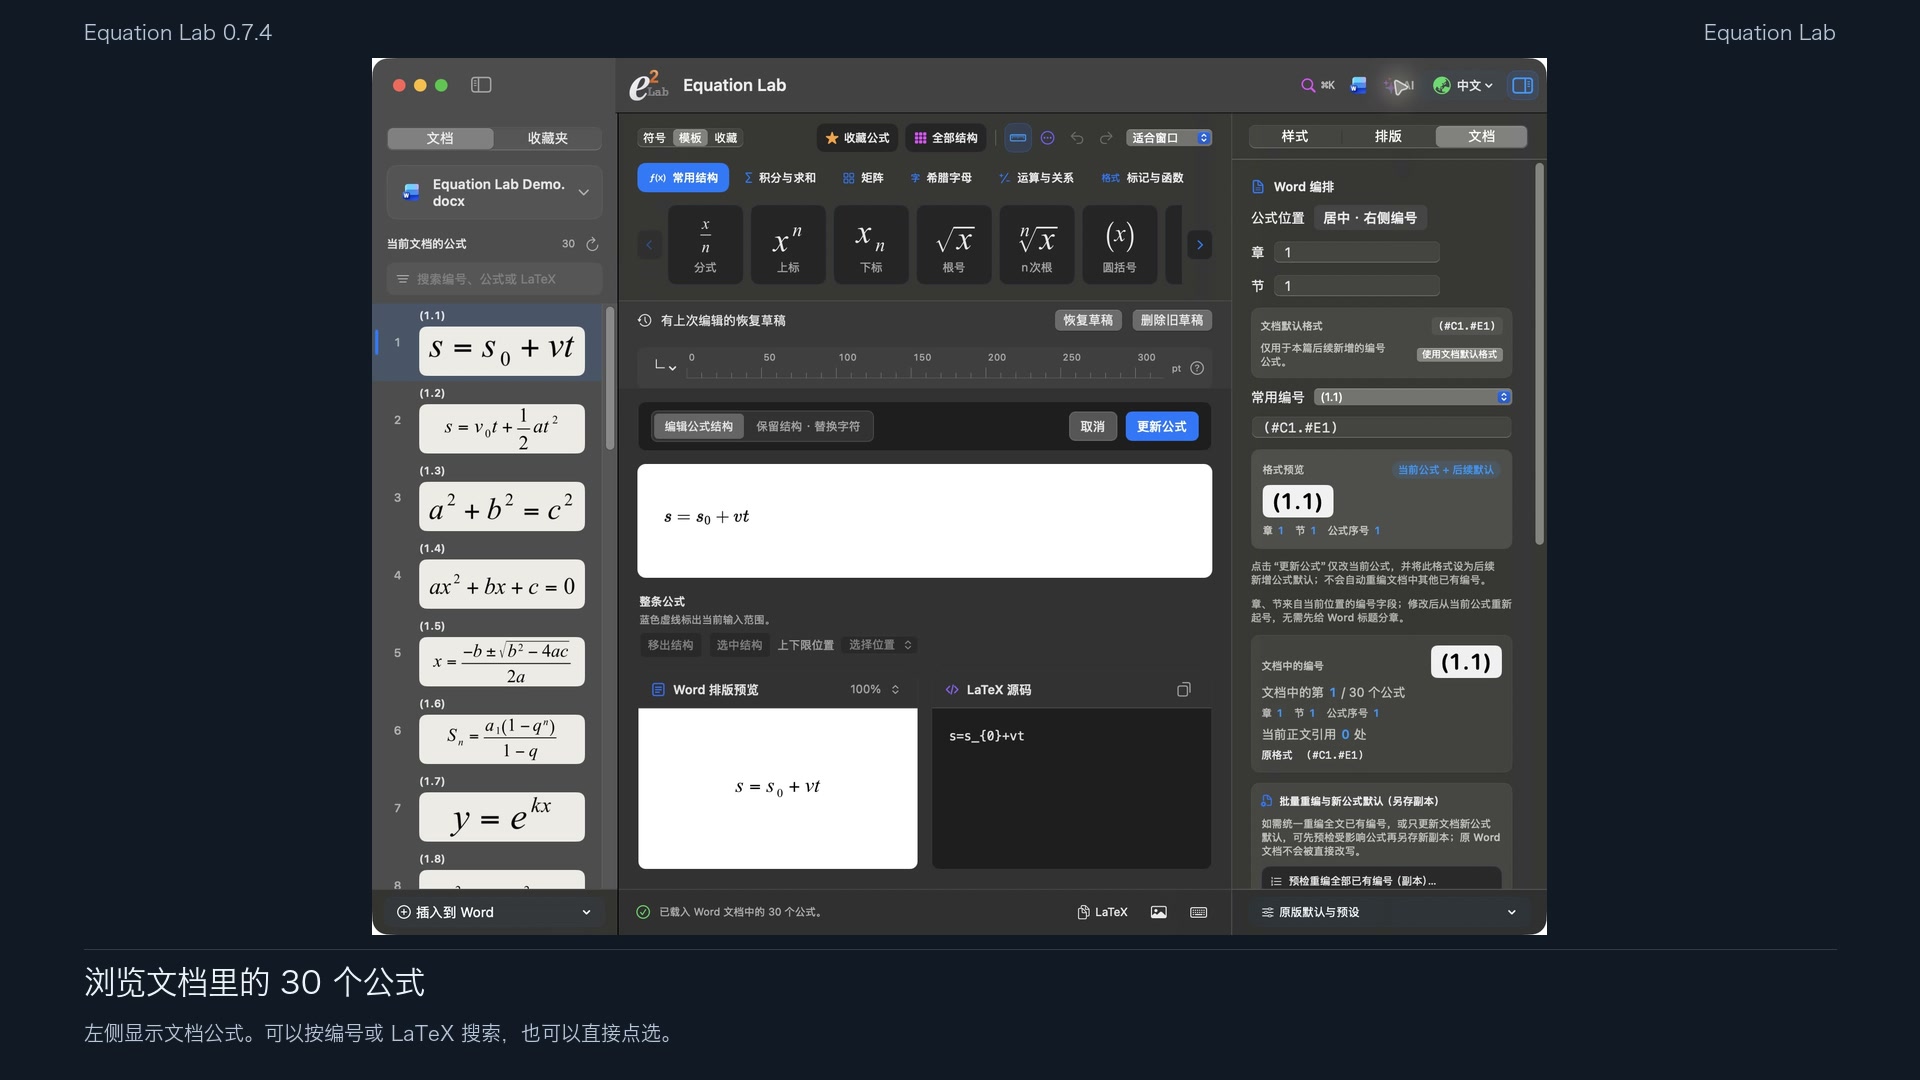 Equation Lab 0.7.4
Equation Lab
e² Lab
Equation Lab
⌘K
中文
文档
收藏夹
Equation Lab Demo.
docx
当前文档的公式
30
搜索编号、公式或 LaTeX
(1.1)
1
s = s₀ + vt
(1.2)
2
s = v₀t + 1/2 at²
(1.3)
3
a² + b² = c²
(1.4)
4
ax² + bx + c = 0
(1.5)
5
x = (−b ± √(b² − 4ac)) / 2a
(1.6)
6
Sₙ = a₁(1 − qⁿ) / (1 − q)
(1.7)
7
y = e^{kx}
(1.8)
8
插入到 Word
符号 模板 收藏
收藏公式
全部结构
适合窗口
f(x) 常用结构
Σ 积分与求和
矩阵
字 希腊字母
运算与关系
格式 标记与函数
x/n
分式
xⁿ
上标
xₙ
下标
√x
根号
ⁿ√x
n次根
(x)
圆括号
有上次编辑的恢复草稿
恢复草稿
删除旧草稿
0 50 100 150 200 250 300
pt
?
编辑公式结构
保留结构 · 替换字符
取消
更新公式
s = s₀ + vt
整条公式
蓝色虚线标出当前输入范围。
移出结构
选中结构
上下限位置
选择位置
Word 排版预览
100%
s = s₀ + vt
LaTeX 源码
s=s_{0}+vt
已载入 Word 文档中的 30 个公式。
LaTeX
样式
排版
文档
Word 编排
公式位置
居中 · 右侧编号
章 1
节 1
文档默认格式
(#C1.#E1)
仅用于本篇后续新增的编号
公式。
使用文档默认格式
常用编号
(1.1)
(#C1.#E1)
格式预览
当前公式 + 后续默认
(1.1)
章 1 节 1 公式序号 1
点击“更新公式”仅改当前公式，并将此格式设为后续
新增公式默认；不会自动重编文档中其他已有编号。
章、节来自当前位置的编号字段；修改后从当前公式重新
起号，无需先给 Word 标题分章。
文档中的编号
(1.1)
文档中的第 1 / 30 个公式
章 1 节 1 公式序号 1
当前正文引用 0 处
原格式 (#C1.#E1)
批量重编与新公式默认（另存副本）
如需统一重编全文已有编号，或只更新文档新公式
默认，可先预检受影响公式再另存新副本；原 Word
文档不会被直接改写。
预检重编全部已有编号（副本）...
原版默认与预设
浏览文档里的 30 个公式
左侧显示文档公式。可以按编号或 LaTeX 搜索，也可以直接点选。